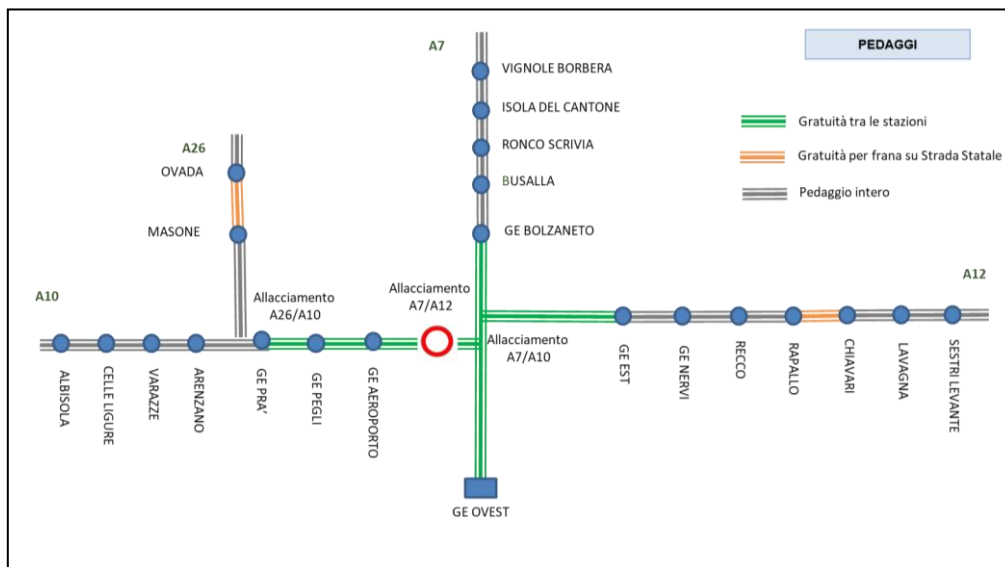 A7
PEDAGGI
VIGNOLE BORBERA
ISOLA DEL CANTONE
RONCO SCRIVIA
BUSALLA
GE BOLZANETO
Gratuità tra le stazioni
Gratuità per frana su Strada Statale
Pedaggio intero
A26
OVADA
MASONE
A10
Allacciamento
A26/A10
Allacciamento
A7/A12
A12
Allacciamento
A7/A10
ALBISOLA
CELLE LIGURE
VARAZZE
ARENZANO
GE PRA'
GE PEGLI
GE AEROPORTO
GE EST
GE NERVI
RECCO
RAPALLO
CHIAVARI
LAVAGNA
SESTRI LEVANTE
GE OVEST